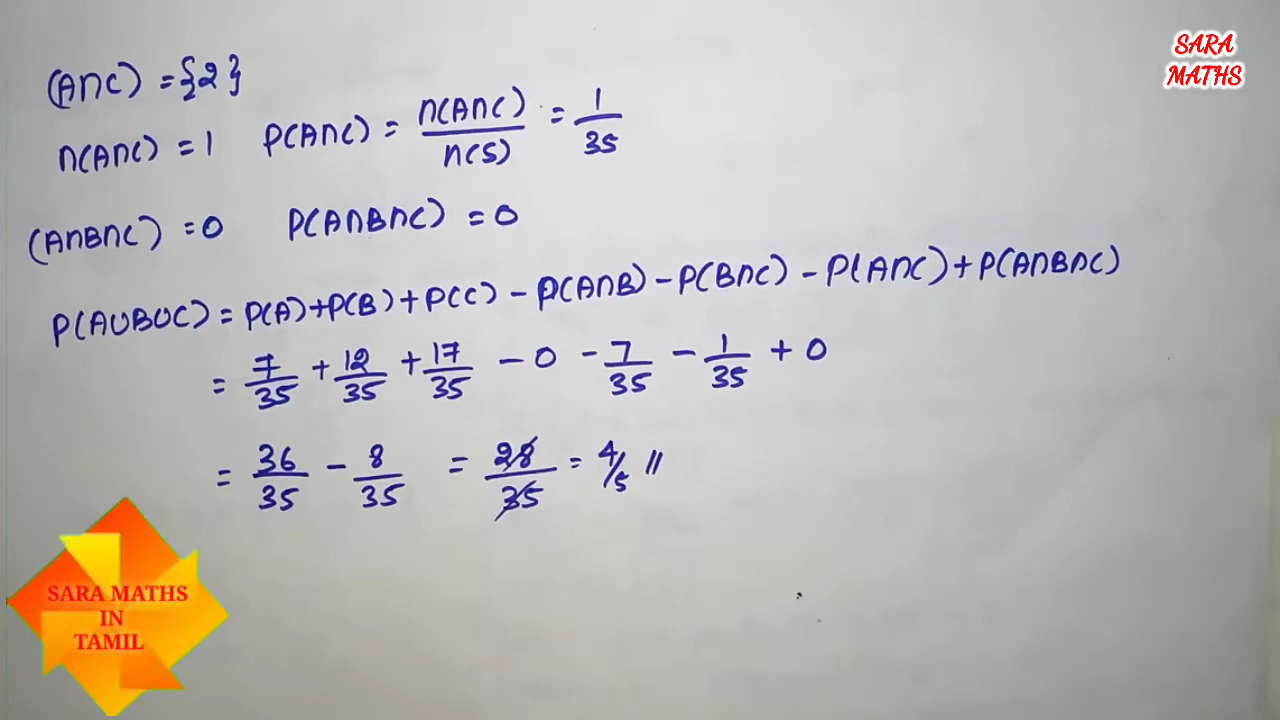 SARA
MATHS
(A∩C) = {2}
n(A∩C) = 1 P(A∩C) = n(A∩C)/n(S) = 1/35
(A∩B∩C) = 0 P(A∩B∩C) = 0
P(A∪B∪C) = P(A)+P(B)+P(C) - P(A∩B) - P(B∩C) - P(A∩C) + P(A∩B∩C)
= 7/35 + 12/35 + 17/35 - 0 - 7/35 - 1/35 + 0
= 36/35 - 8/35 = 28/35 = 4/5 //
SARA MATHS
IN
TAMIL